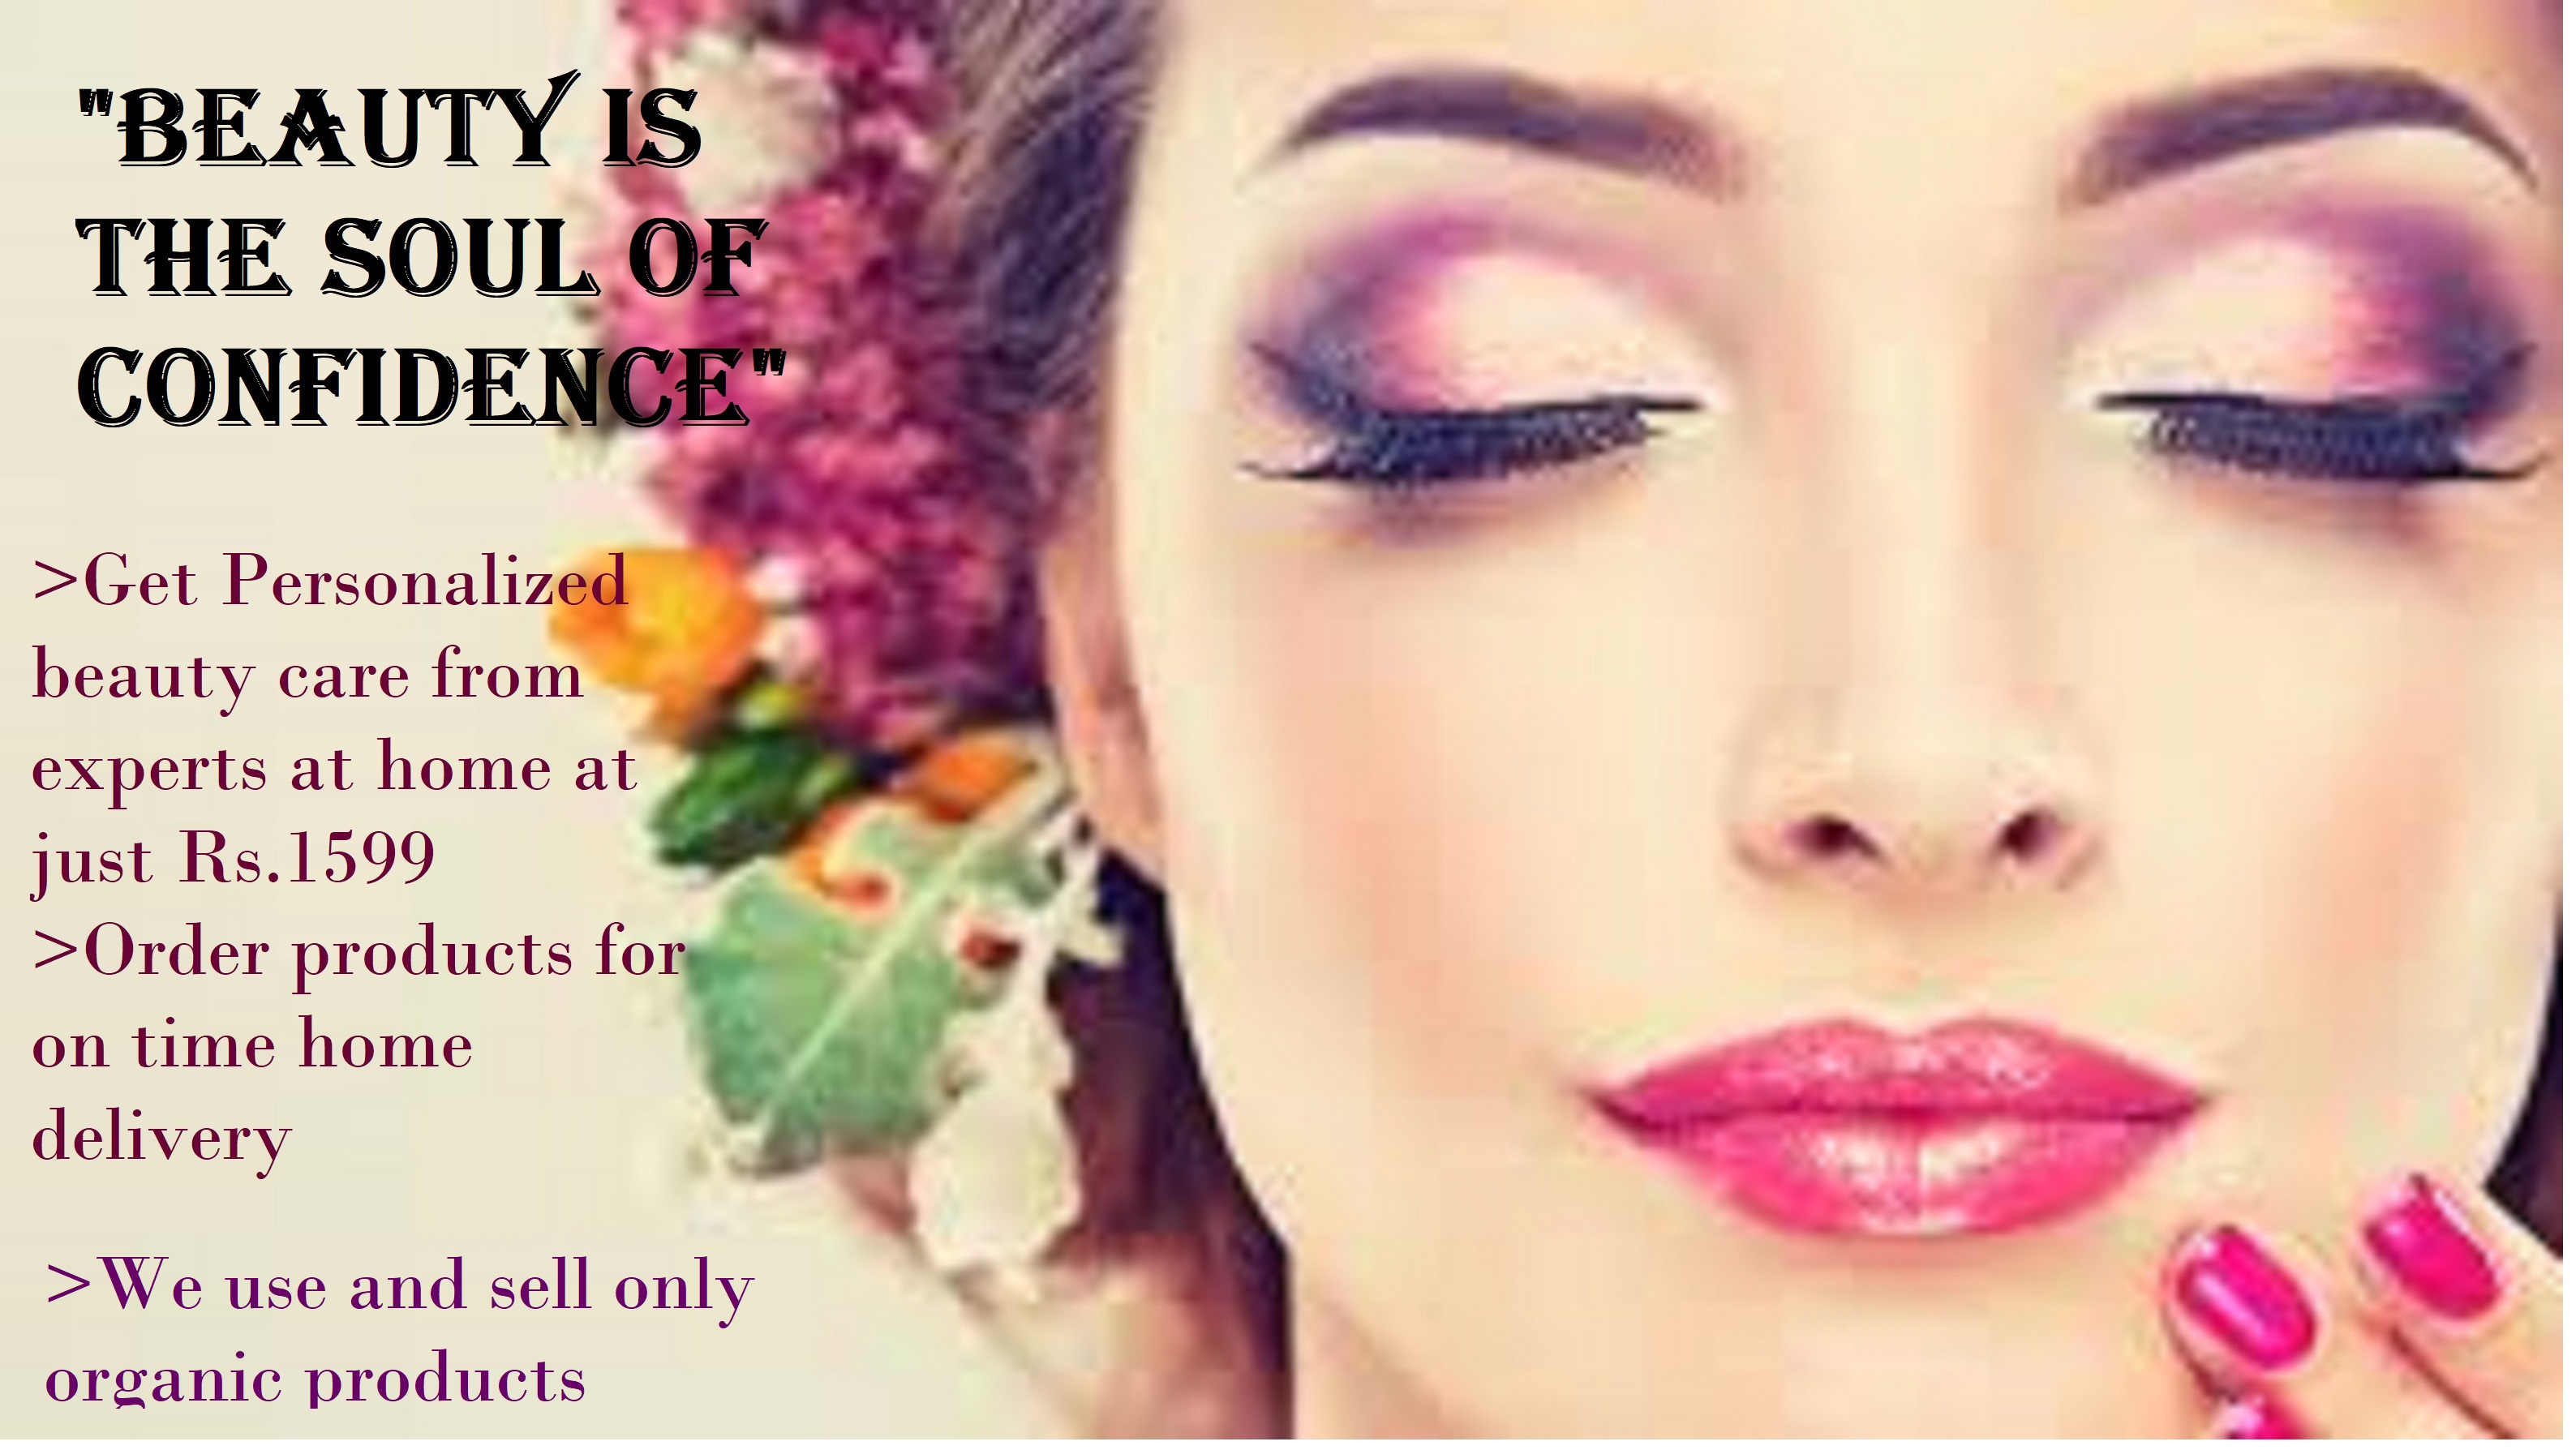 "BEAUTY IS
THE SOUL OF
CONFIDENCE"
>Get Personalized
beauty care from
experts at home at
just Rs.1599
>Order products for
on time home
delivery
>We use and sell only
organic products